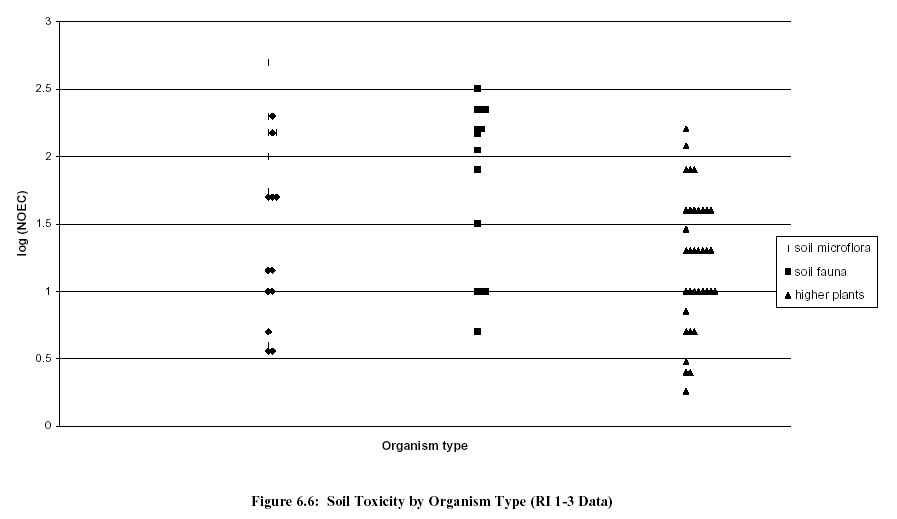 3
2.5
2
1.5
1
0.5
0
log (NOEC)
Organism type
soil microflora
soil fauna
higher plants
Figure 6.6: Soil Toxicity by Organism Type (RI 1-3 Data)